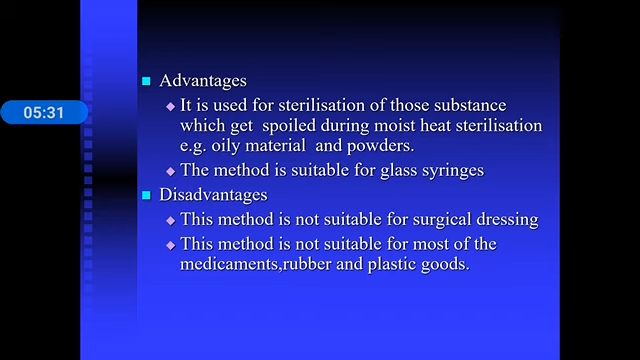 Advantages
05:31
It is used for sterilisation of those substance
which get spoiled during moist heat sterilisation
e.g. oily material and powders.
The method is suitable for glass syringes
Disadvantages
This method is not suitable for surgical dressing
This method is not suitable for most of the
medicaments,rubber and plastic goods.